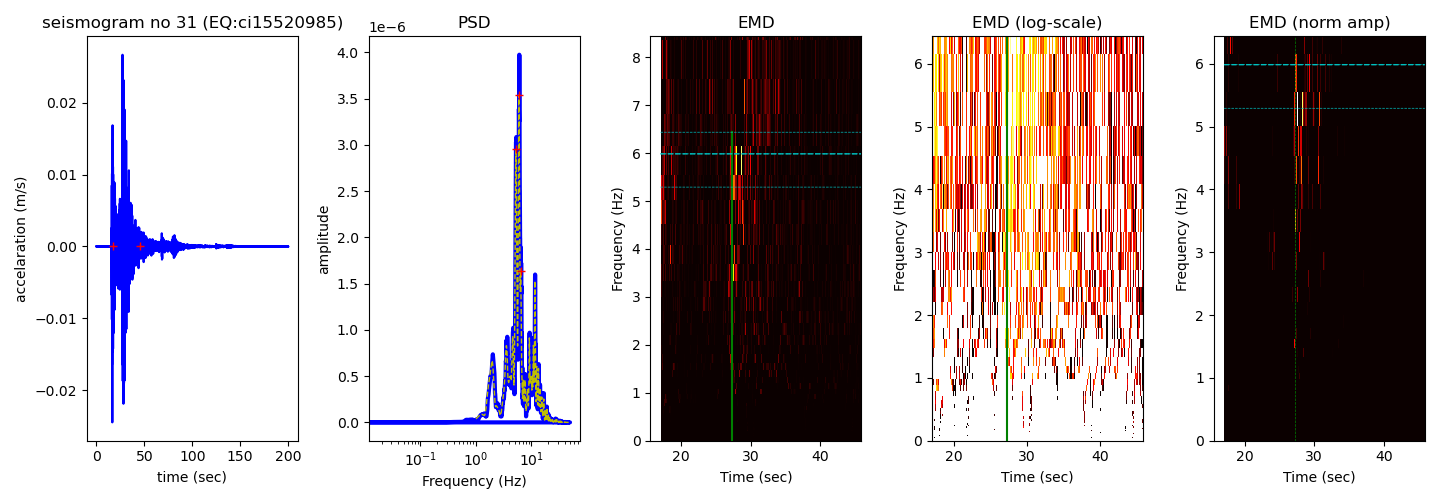 seismogram no 31 (EQ:ci15520985)
accelaration (m/s)
0.02
0.01
0.00
−0.01
−0.02
0 50 100 150 200
time (sec)
PSD
1e−6
amplitude
4.0
3.5
3.0
2.5
2.0
1.5
1.0
0.5
0.0
10−1 100 101
Frequency (Hz)
EMD
Frequency (Hz)
8
7
6
5
4
3
2
1
0
20 30 40
Time (sec)
EMD (log-scale)
Frequency (Hz)
6
5
4
3
2
1
0
20 30 40
Time (sec)
EMD (norm amp)
Frequency (Hz)
6
5
4
3
2
1
0
20 30 40
Time (sec)